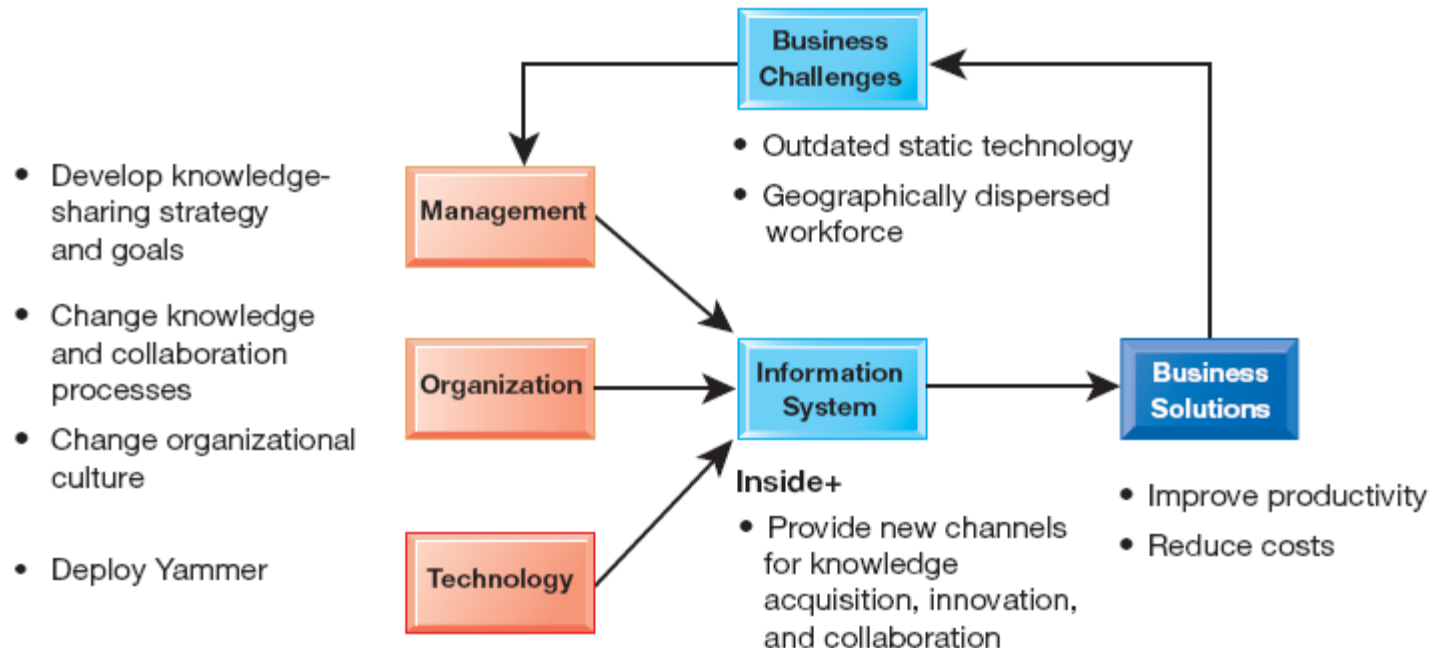 Business
Challenges
• Outdated static technology
• Geographically dispersed
workforce
• Develop knowledge-
sharing strategy
and goals
Management
• Change knowledge
and collaboration
processes
• Change organizational
culture
Organization
Information
System
Inside+
• Provide new channels
for knowledge
acquisition, innovation,
and collaboration
Business
Solutions
• Improve productivity
• Reduce costs
• Deploy Yammer
Technology